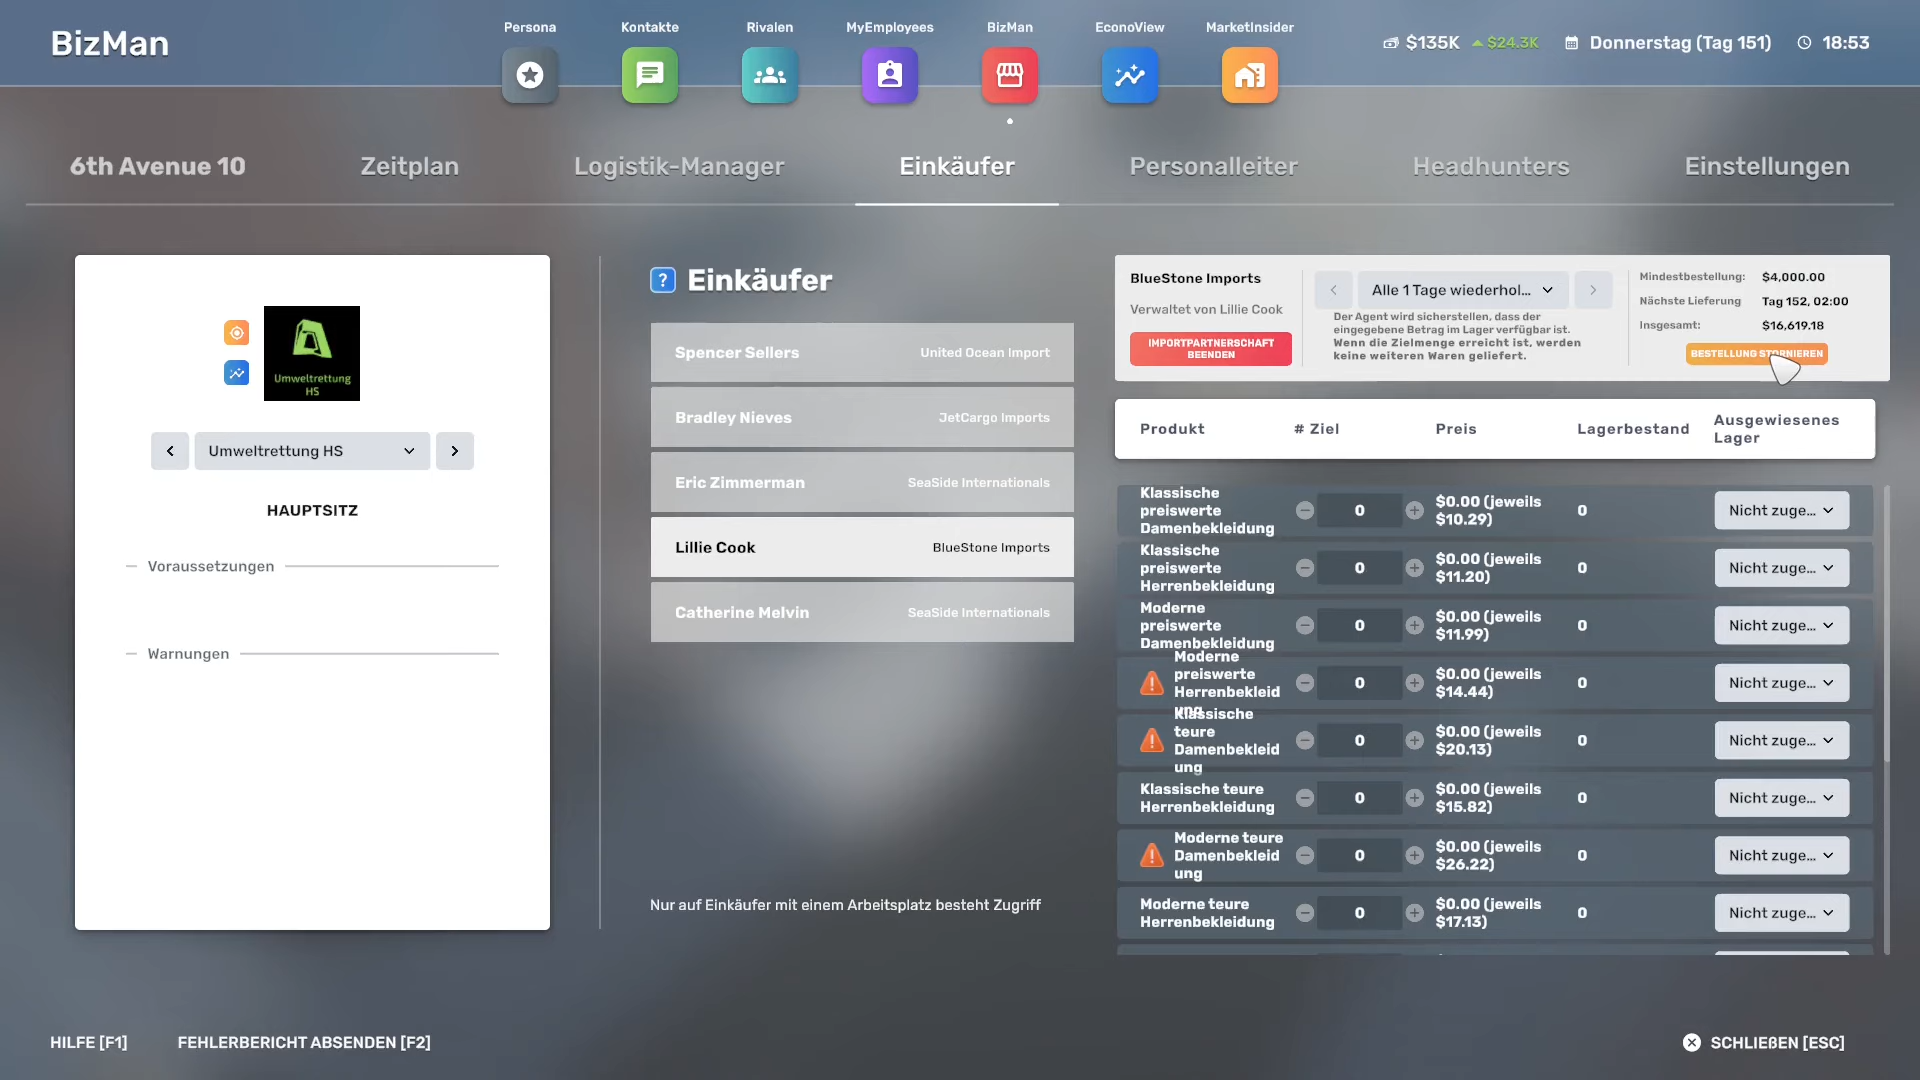 BizMan
Persona
Kontakte
Rivalen
MyEmployees
BizMan
EconoView
MarketInsider
$135K
$24.3K
Donnerstag (Tag 151)
18:53
6th Avenue 10
Zeitplan
Logistik-Manager
Einkäufer
Personalleiter
Headhunters
Einstellungen
Umweltrettung
HS
Umweltrettung HS
HAUPTSITZ
Voraussetzungen
Warnungen
? Einkäufer
Spencer Sellers United Ocean Import
Bradley Nieves JetCargo Imports
Eric Zimmerman SeaSide Internationals
Lillie Cook BlueStone Imports
Catherine Melvin SeaSide Internationals
Nur auf Einkäufer mit einem Arbeitsplatz besteht Zugriff
BlueStone Imports
Verwaltet von Lillie Cook
IMPORTPARTNERSCHAFT
BEENDEN
Alle 1 Tage wiederhol...
Der Agent wird sicherstellen, dass der
eingegebene Betrag im Lager verfügbar ist.
Wenn die Zielmenge erreicht ist, werden
keine weiteren Waren geliefert.
Mindestbestellung: $4,000.00
Nächste Lieferung Tag 152, 02:00
Insgesamt: $16,619.18
BESTELLUNG STORNIEREN
Produkt
# Ziel
Preis
Lagerbestand
Ausgewiesenes
Lager
Klassische
preiswerte
Damenbekleidung
0
$0.00 (jeweils
$10.29)
0
Nicht zuge...
Klassische
preiswerte
Herrenbekleidung
0
$0.00 (jeweils
$11.20)
0
Nicht zuge...
Moderne
preiswerte
Damenbekleidung
0
$0.00 (jeweils
$11.99)
0
Nicht zuge...
Moderne
preiswerte
Herrenbekleid
ung
0
$0.00 (jeweils
$14.44)
0
Nicht zuge...
Klassische
teure
Damenbekleid
ung
0
$0.00 (jeweils
$20.13)
0
Nicht zuge...
Klassische teure
Herrenbekleidung
0
$0.00 (jeweils
$15.82)
0
Nicht zuge...
Moderne teure
Damenbekleid
ung
0
$0.00 (jeweils
$26.22)
0
Nicht zuge...
Moderne teure
Herrenbekleidung
0
$0.00 (jeweils
$17.13)
0
Nicht zuge...
HILFE [F1]
FEHLERBERICHT ABSENDEN [F2]
SCHLIEẞEN [ESC]